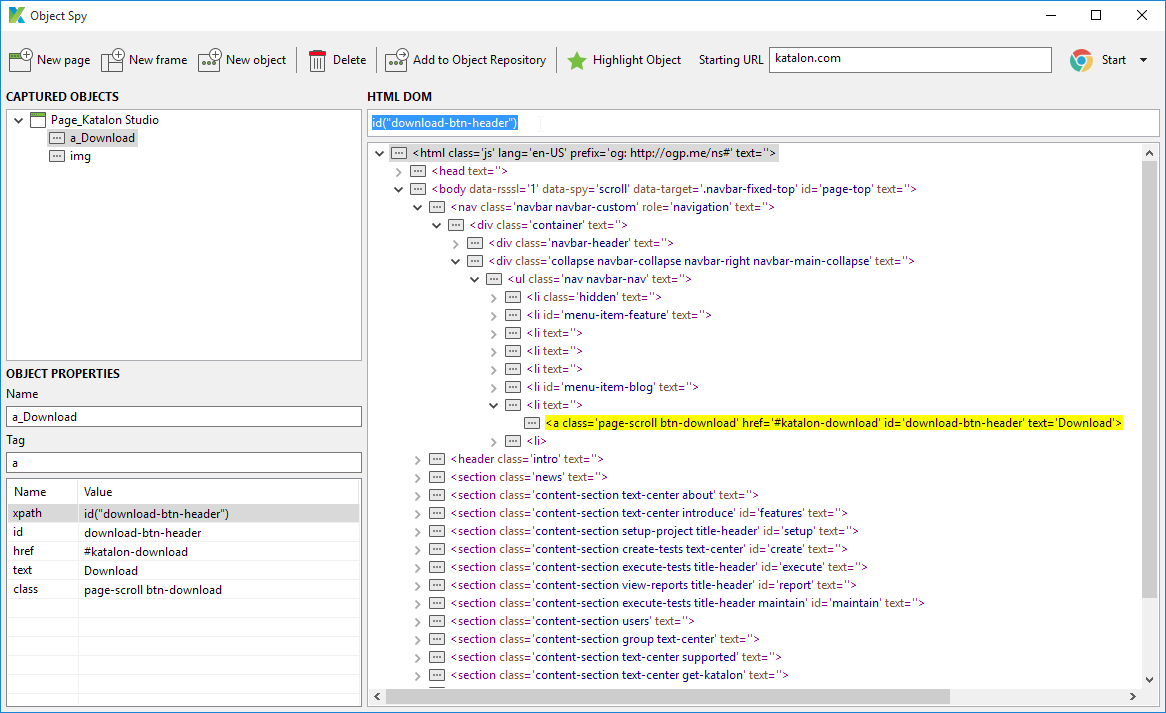 Object Spy
New page New frame New object Delete Add to Object Repository Highlight Object Starting URL katalon.com Start
CAPTURED OBJECTS
Page_Katalon Studio
a_Download
img
OBJECT PROPERTIES
Name
a_Download
Tag
a
Name Value
xpath id("download-btn-header")
id download-btn-header
href #katalon-download
text Download
class page-scroll btn-download
HTML DOM
id("download-btn-header")
<html class='js' lang='en-US' prefix='og: http://ogp.me/ns#' text=''>
<head text=''>
<body data-rsssl='1' data-spy='scroll' data-target='.navbar-fixed-top' id='page-top' text=''>
<nav class='navbar navbar-custom' role='navigation' text=''>
<div class='container' text=''>
<div class='navbar-header' text=''>
<div class='collapse navbar-collapse navbar-right navbar-main-collapse' text=''>
<ul class='nav navbar-nav' text=''>
<li class='hidden' text=''>
<li id='menu-item-feature' text=''>
<li text=''>
<li text=''>
<li text=''>
<li id='menu-item-blog' text=''>
<li text=''>
<a class='page-scroll btn-download' href='#katalon-download' id='download-btn-header' text='Download'>
<li>
<header class='intro' text=''>
<section class='news' text=''>
<section class='content-section text-center about' text=''>
<section class='content-section text-center introduce' id='features' text=''>
<section class='content-section setup-project title-header' id='setup' text=''>
<section class='content-section create-tests text-center' id='create' text=''>
<section class='content-section execute-tests title-header' id='execute' text=''>
<section class='content-section view-reports title-header' id='report' text=''>
<section class='content-section execute-tests title-header maintain' id='maintain' text=''>
<section class='content-section users' text=''>
<section class='content-section group text-center' text=''>
<section class='content-section text-center supported' text=''>
<section class='content-section text-center get-katalon' text=''>